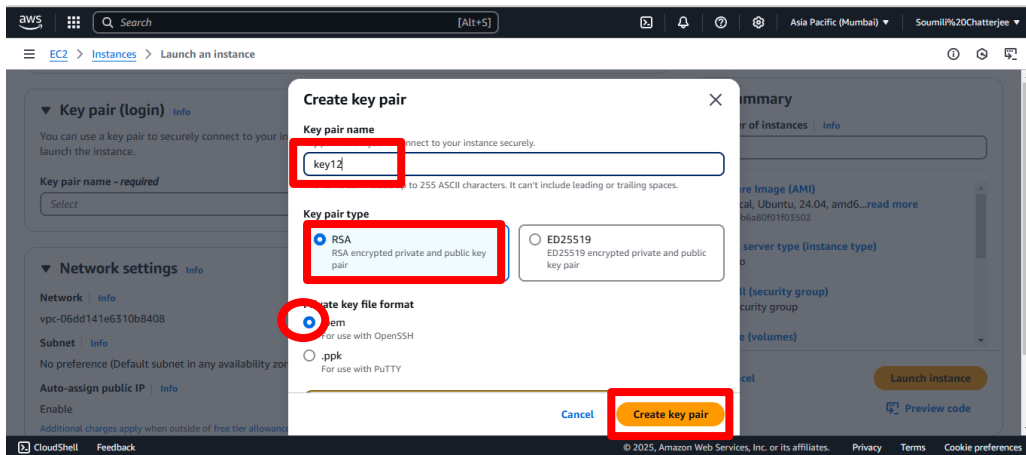 aws
Search
[Alt+S]
Asia Pacific (Mumbai) ▼
Soumili%20Chatterjee ▼
EC2 > Instances > Launch an instance
▼ Key pair (login) Info
You can use a key pair to securely connect to your in
launch the instance.
Key pair name - required
Select
▼ Network settings Info
Network | Info
vpc-06dd141e6310b8408
Subnet | Info
No preference (Default subnet in any availability zon
Auto-assign public IP | Info
Enable
Additional charges apply when outside of free tier allowance
Create key pair
Key pair name
nnect to your instance securely.
key12
up to 255 ASCII characters. It can't include leading or trailing spaces.
Key pair type
RSA
RSA encrypted private and public key
pair
ED25519
ED25519 encrypted private and public
key pair
Private key file format
.pem
For use with OpenSSH
.ppk
For use with PuTTY
Cancel
Create key pair
ummary
er of instances | Info
re Image (AMI)
cal, Ubuntu, 24.04, amd6...read more
b6a80f01f03502
server type (instance type)
o
ll (security group)
curity group
e (volumes)
cel
Launch instance
Preview code
CloudShell
Feedback
© 2025, Amazon Web Services, Inc. or its affiliates.
Privacy
Terms
Cookie preferences